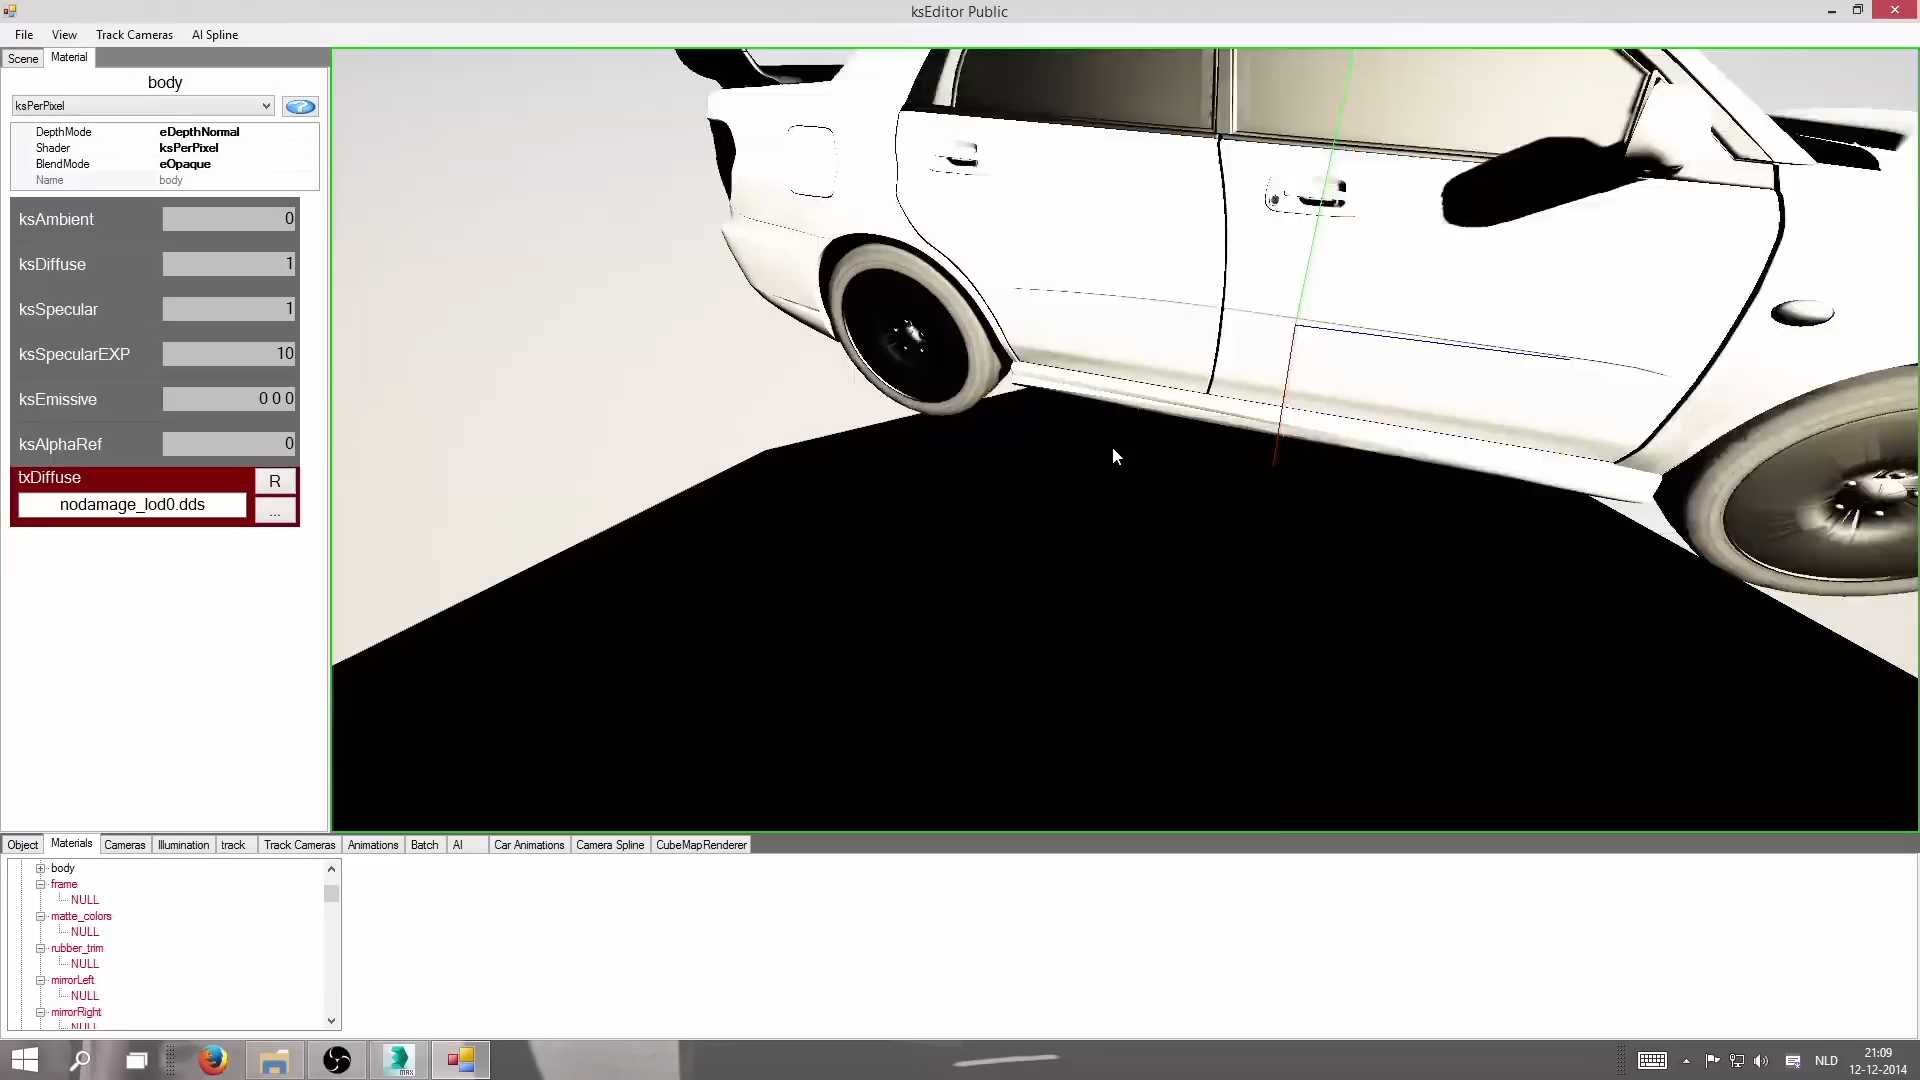 ksEditor Public
File View Track Cameras AI Spline
Scene Material
body
ksPerPixel
DepthMode eDepthNormal
Shader ksPerPixel
BlendMode eOpaque
Name body
ksAmbient 0
ksDiffuse 1
ksSpecular 1
ksSpecularEXP 10
ksEmissive 0 0 0
ksAlphaRef 0
txDiffuse R
nodamage_lod0.dds ...
Object Materials Cameras Illumination track Track Cameras Animations Batch AI Car Animations Camera Spline CubeMapRenderer
body
frame
NULL
matte_colors
NULL
rubber_trim
NULL
mirrorLeft
NULL
mirrorRight
NULL
MAX
NLD
21:09
12-12-2014